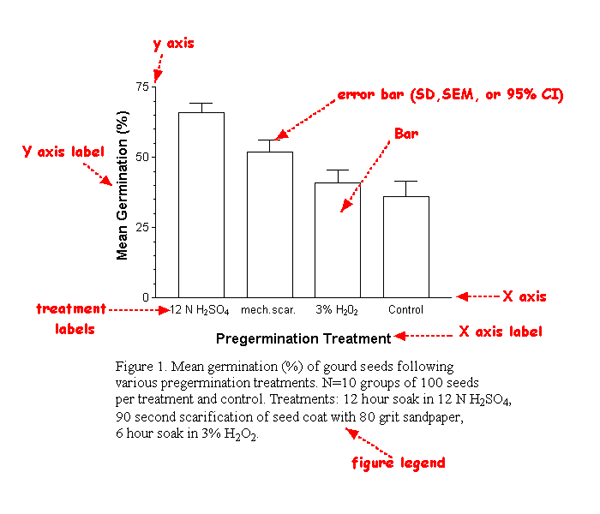 y axis
75
error bar (SD,SEM, or 95% CI)
Bar
50
Y axis label
Mean Germination (%)
25
0
X axis
treatment labels
12 N H₂SO₄
mech.scar.
3% H₂0₂
Control
Pregermination Treatment
X axis label
Figure 1. Mean germination (%) of gourd seeds following
various pregermination treatments. N=10 groups of 100 seeds
per treatment and control. Treatments: 12 hour soak in 12 N H₂SO₄,
90 second scarification of seed coat with 80 grit sandpaper,
6 hour soak in 3% H₂O₂.
figure legend